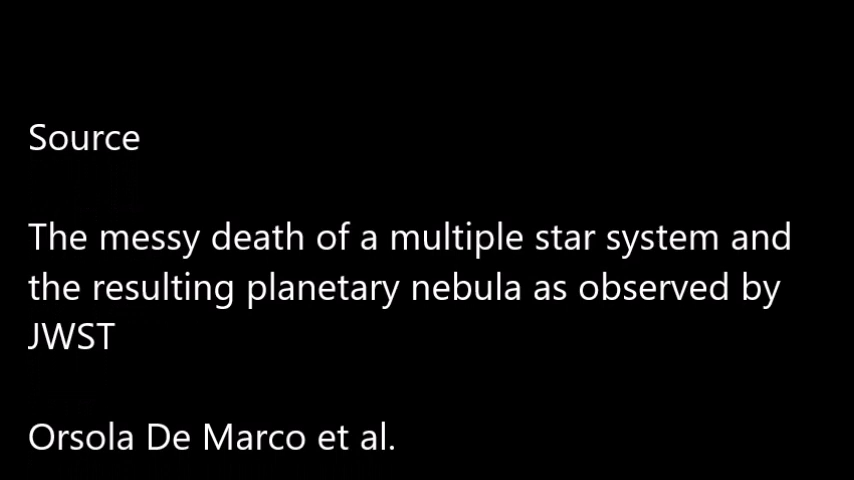 Source
The messy death of a multiple star system and
the resulting planetary nebula as observed by
JWST
Orsola De Marco et al.